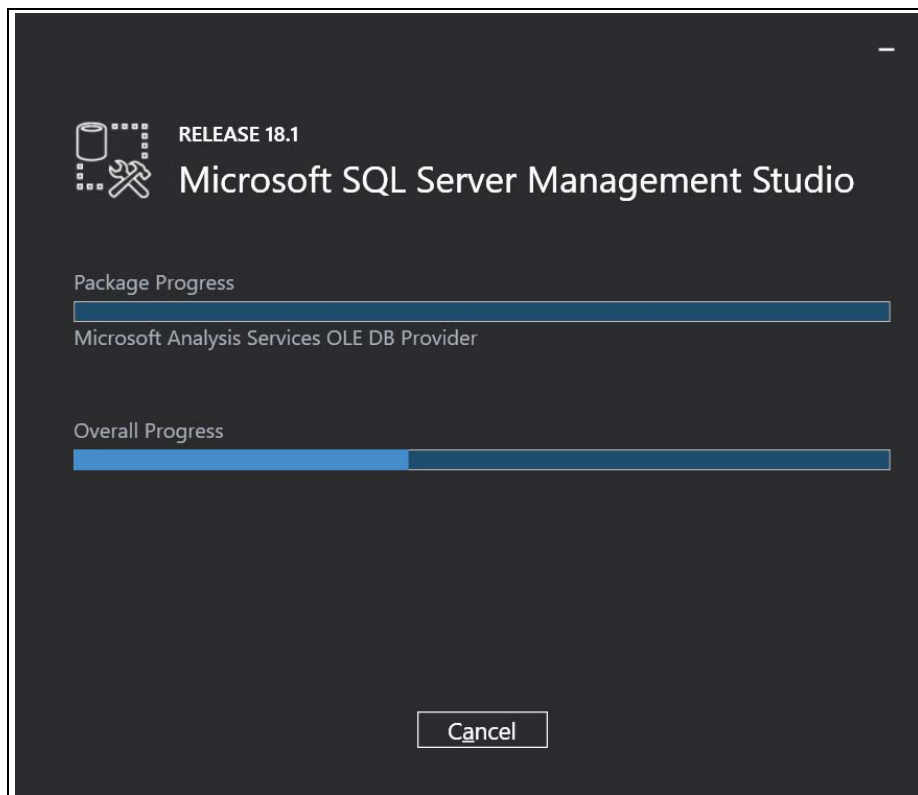 RELEASE 18.1
Microsoft SQL Server Management Studio
Package Progress
Microsoft Analysis Services OLE DB Provider
Overall Progress
Cancel